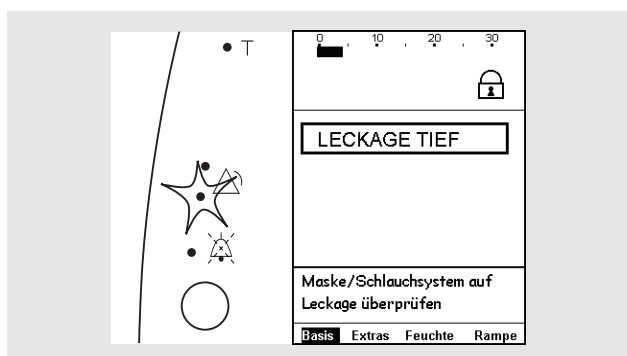 0 10 20 30
T
LECKAGE TIEF
Maske/Schlauchsystem auf
Leckage überprüfen
Basis Extras Feuchte Rampe